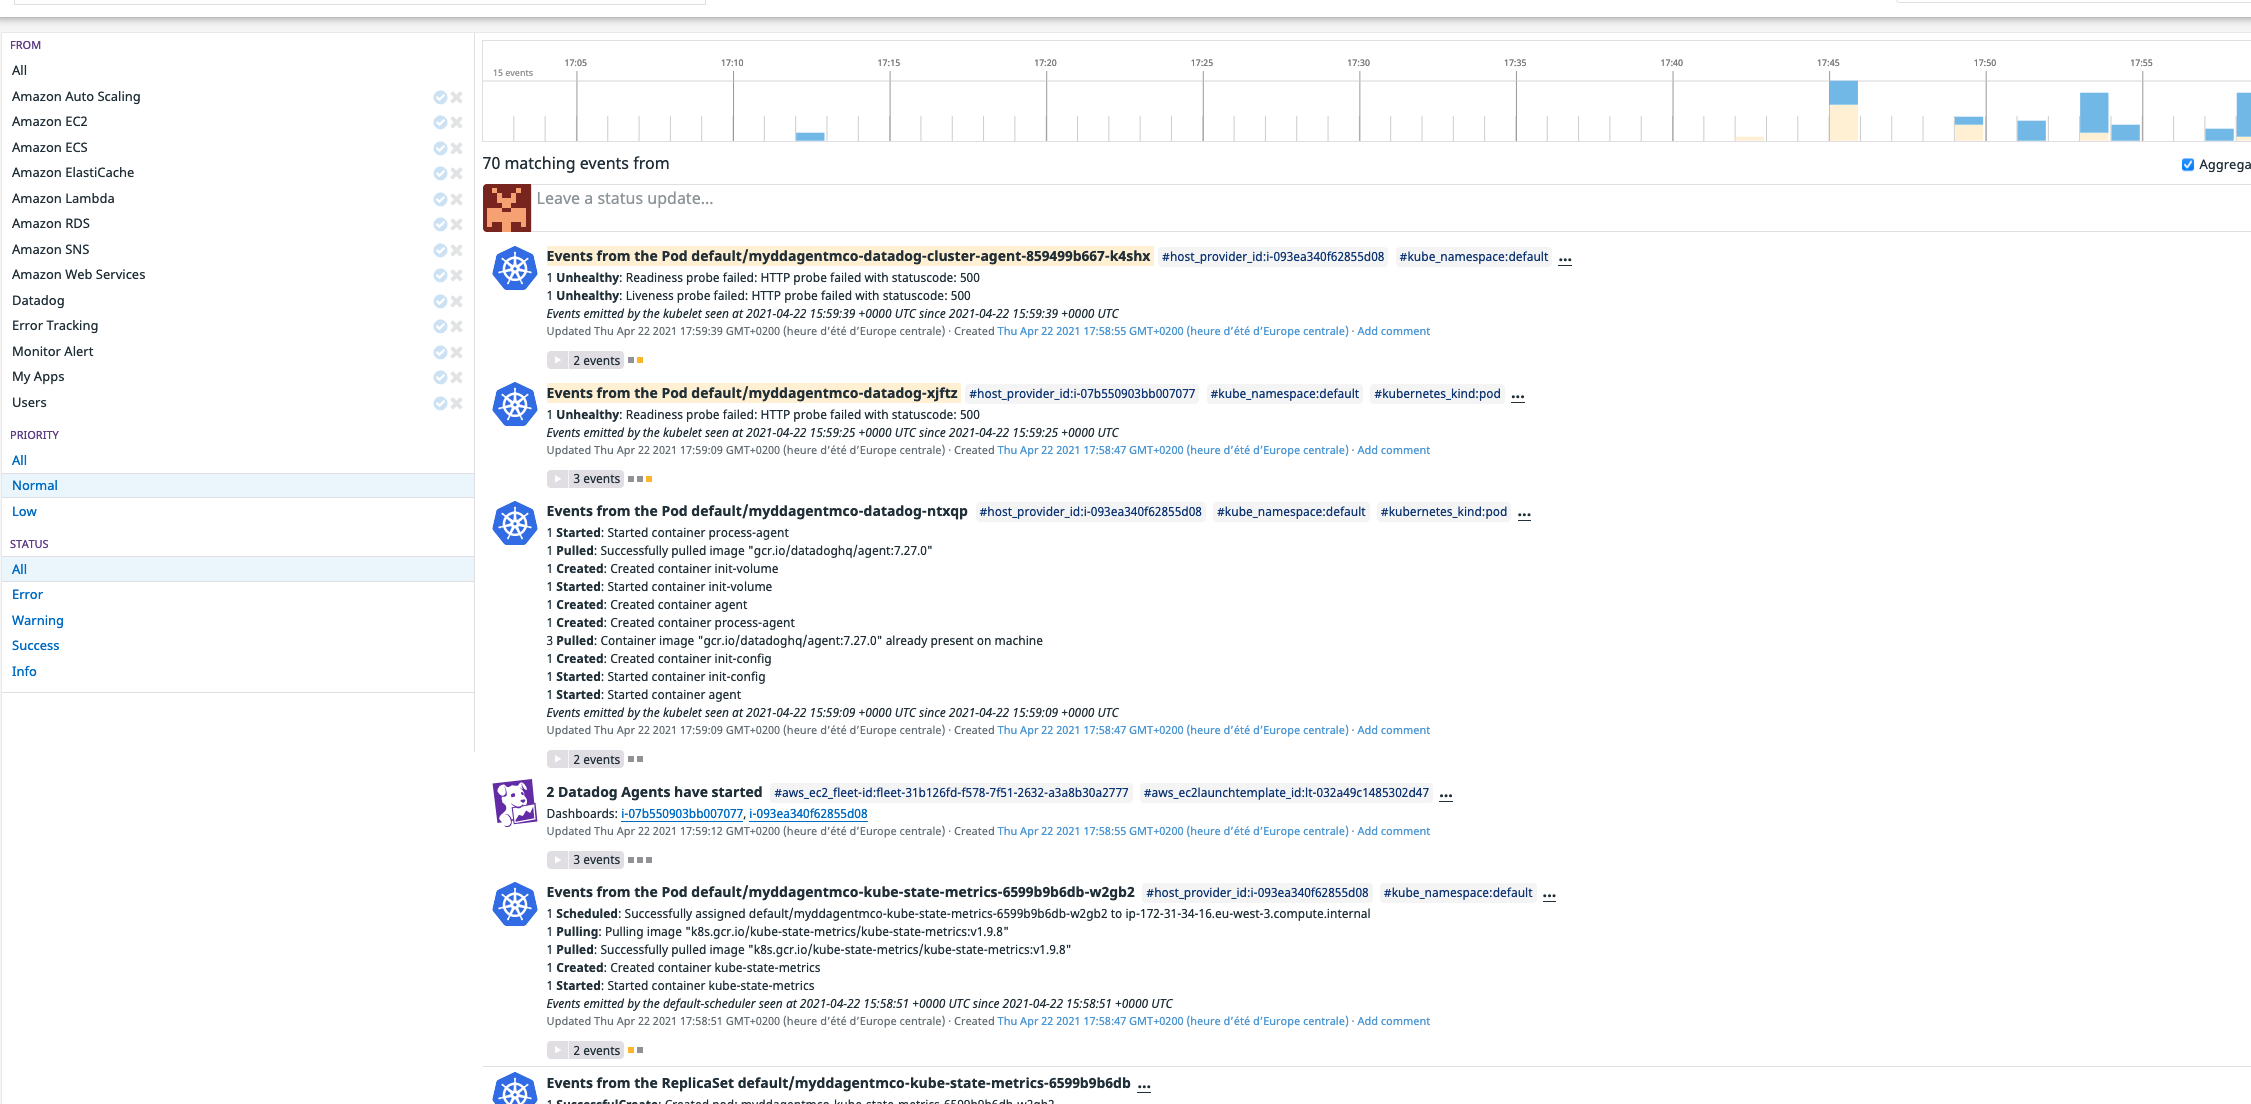 FROM
All
Amazon Auto Scaling
Amazon EC2
Amazon ECS
Amazon ElastiCache
Amazon Lambda
Amazon RDS
Amazon SNS
Amazon Web Services
Datadog
Error Tracking
Monitor Alert
My Apps
Users
PRIORITY
All
Normal
Low
STATUS
All
Error
Warning
Success
Info
17:05 17:10 17:15 17:20 17:25 17:30 17:35 17:40 17:45 17:50 17:55
15 events
70 matching events from
Aggrega
Leave a status update...
Events from the Pod default/myddagentmco-datadog-cluster-agent-859499b667-k4shx #host_provider_id:i-093ea340f62855d08 #kube_namespace:default ...
1 Unhealthy: Readiness probe failed: HTTP probe failed with statuscode: 500
1 Unhealthy: Liveness probe failed: HTTP probe failed with statuscode: 500
Events emitted by the kubelet seen at 2021-04-22 15:59:39 +0000 UTC since 2021-04-22 15:59:39 +0000 UTC
Updated Thu Apr 22 2021 17:59:39 GMT+0200 (heure d’été d’Europe centrale) · Created Thu Apr 22 2021 17:58:55 GMT+0200 (heure d’été d’Europe centrale) · Add comment
2 events
Events from the Pod default/myddagentmco-datadog-xjftz #host_provider_id:i-07b550903bb007077 #kube_namespace:default #kubernetes_kind:pod ...
1 Unhealthy: Readiness probe failed: HTTP probe failed with statuscode: 500
Events emitted by the kubelet seen at 2021-04-22 15:59:25 +0000 UTC since 2021-04-22 15:59:25 +0000 UTC
Updated Thu Apr 22 2021 17:59:09 GMT+0200 (heure d’été d’Europe centrale) · Created Thu Apr 22 2021 17:58:47 GMT+0200 (heure d’été d’Europe centrale) · Add comment
3 events
Events from the Pod default/myddagentmco-datadog-ntxqp #host_provider_id:i-093ea340f62855d08 #kube_namespace:default #kubernetes_kind:pod ...
1 Started: Started container process-agent
1 Pulled: Successfully pulled image "gcr.io/datadoghq/agent:7.27.0"
1 Created: Created container init-volume
1 Started: Started container init-volume
1 Created: Created container agent
1 Created: Created container process-agent
3 Pulled: Container image "gcr.io/datadoghq/agent:7.27.0" already present on machine
1 Created: Created container init-config
1 Started: Started container init-config
1 Started: Started container agent
Events emitted by the kubelet seen at 2021-04-22 15:59:09 +0000 UTC since 2021-04-22 15:59:09 +0000 UTC
Updated Thu Apr 22 2021 17:59:09 GMT+0200 (heure d’été d’Europe centrale) · Created Thu Apr 22 2021 17:58:47 GMT+0200 (heure d’été d’Europe centrale) · Add comment
2 events
2 Datadog Agents have started #aws_ec2_fleet-id:fleet-31b126fd-f578-7f51-2632-a3a8b30a2777 #aws_ec2launchtemplate_id:lt-032a49c1485302d47 ...
Dashboards: i-07b550903bb007077, i-093ea340f62855d08
Updated Thu Apr 22 2021 17:59:12 GMT+0200 (heure d’été d’Europe centrale) · Created Thu Apr 22 2021 17:58:55 GMT+0200 (heure d’été d’Europe centrale) · Add comment
3 events
Events from the Pod default/myddagentmco-kube-state-metrics-6599b9b6db-w2gb2 #host_provider_id:i-093ea340f62855d08 #kube_namespace:default ...
1 Scheduled: Successfully assigned default/myddagentmco-kube-state-metrics-6599b9b6db-w2gb2 to ip-172-31-34-16.eu-west-3.compute.internal
1 Pulling: Pulling image "k8s.gcr.io/kube-state-metrics/kube-state-metrics:v1.9.8"
1 Pulled: Successfully pulled image "k8s.gcr.io/kube-state-metrics/kube-state-metrics:v1.9.8"
1 Created: Created container kube-state-metrics
1 Started: Started container kube-state-metrics
Events emitted by the default-scheduler seen at 2021-04-22 15:58:51 +0000 UTC since 2021-04-22 15:58:51 +0000 UTC
Updated Thu Apr 22 2021 17:58:51 GMT+0200 (heure d’été d’Europe centrale) · Created Thu Apr 22 2021 17:58:47 GMT+0200 (heure d’été d’Europe centrale) · Add comment
2 events
Events from the ReplicaSet default/myddagentmco-kube-state-metrics-6599b9b6db ...
1 SuccessfulCreate: Created pod: myddagentmco-kube-state-metrics-6599b9b6db-w2gb2